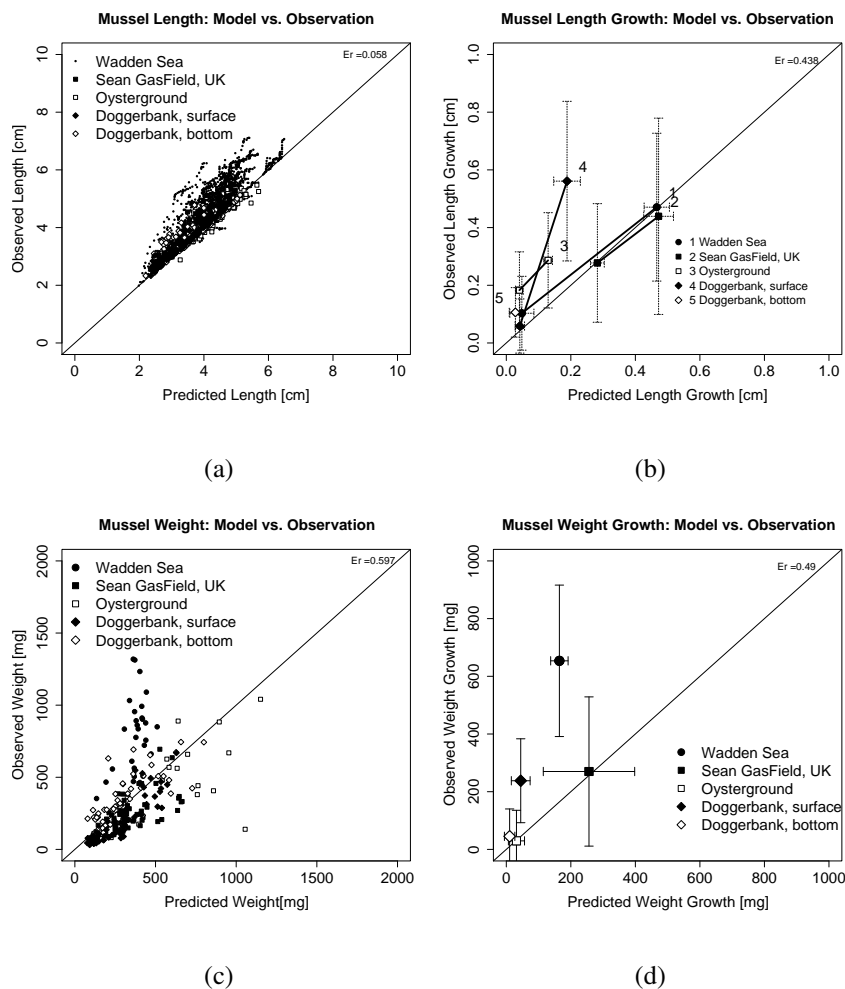 Mussel Length: Model vs. Observation
Er =0.058
Wadden Sea
Sean GasField, UK
Oysterground
Doggerbank, surface
Doggerbank, bottom
Observed Length [cm]
0 2 4 6 8 10
0 2 4 6 8 10
Predicted Length [cm]
(a)
Mussel Length Growth: Model vs. Observation
Er =0.438
Observed Length Growth [cm]
0.0 0.2 0.4 0.6 0.8 1.0
4
1
2
3
5
1 Wadden Sea
2 Sean GasField, UK
3 Oysterground
4 Doggerbank, surface
5 Doggerbank, bottom
0.0 0.2 0.4 0.6 0.8 1.0
Predicted Length Growth [cm]
(b)
Mussel Weight: Model vs. Observation
Er =0.597
Wadden Sea
Sean GasField, UK
Oysterground
Doggerbank, surface
Doggerbank, bottom
Observed Weight [mg]
0 500 1000 1500 2000
0 500 1000 1500 2000
Predicted Weight[mg]
(c)
Mussel Weight Growth: Model vs. Observation
Er =0.49
Observed Weight Growth [mg]
0 200 400 600 800 1000
Wadden Sea
Sean GasField, UK
Oysterground
Doggerbank, surface
Doggerbank, bottom
0 200 400 600 800 1000
Predicted Weight Growth [mg]
(d)